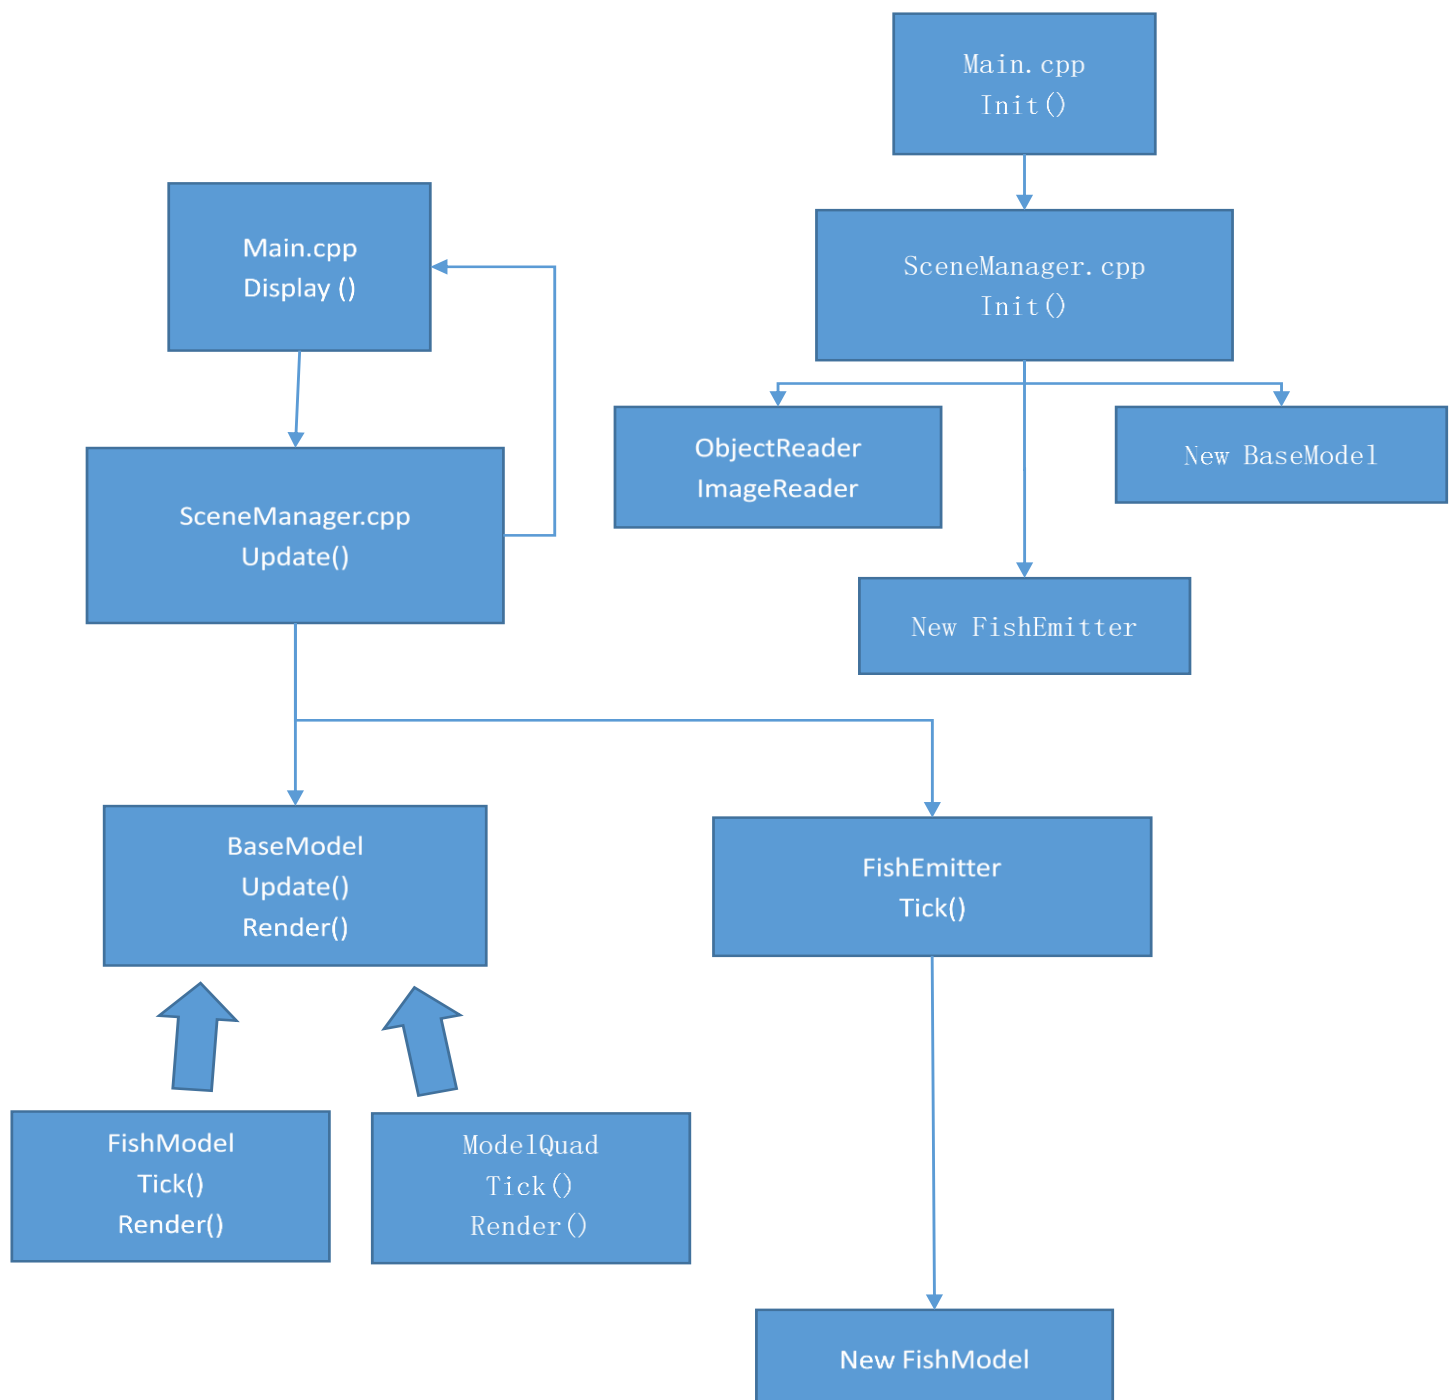 Main.cpp
Init()
Main.cpp
Display ()
SceneManager.cpp
Init()
ObjectReader
ImageReader
New BaseModel
SceneManager.cpp
Update()
New FishEmitter
BaseModel
Update()
Render()
FishEmitter
Tick()
FishModel
Tick()
Render()
ModelQuad
Tick()
Render()
New FishModel